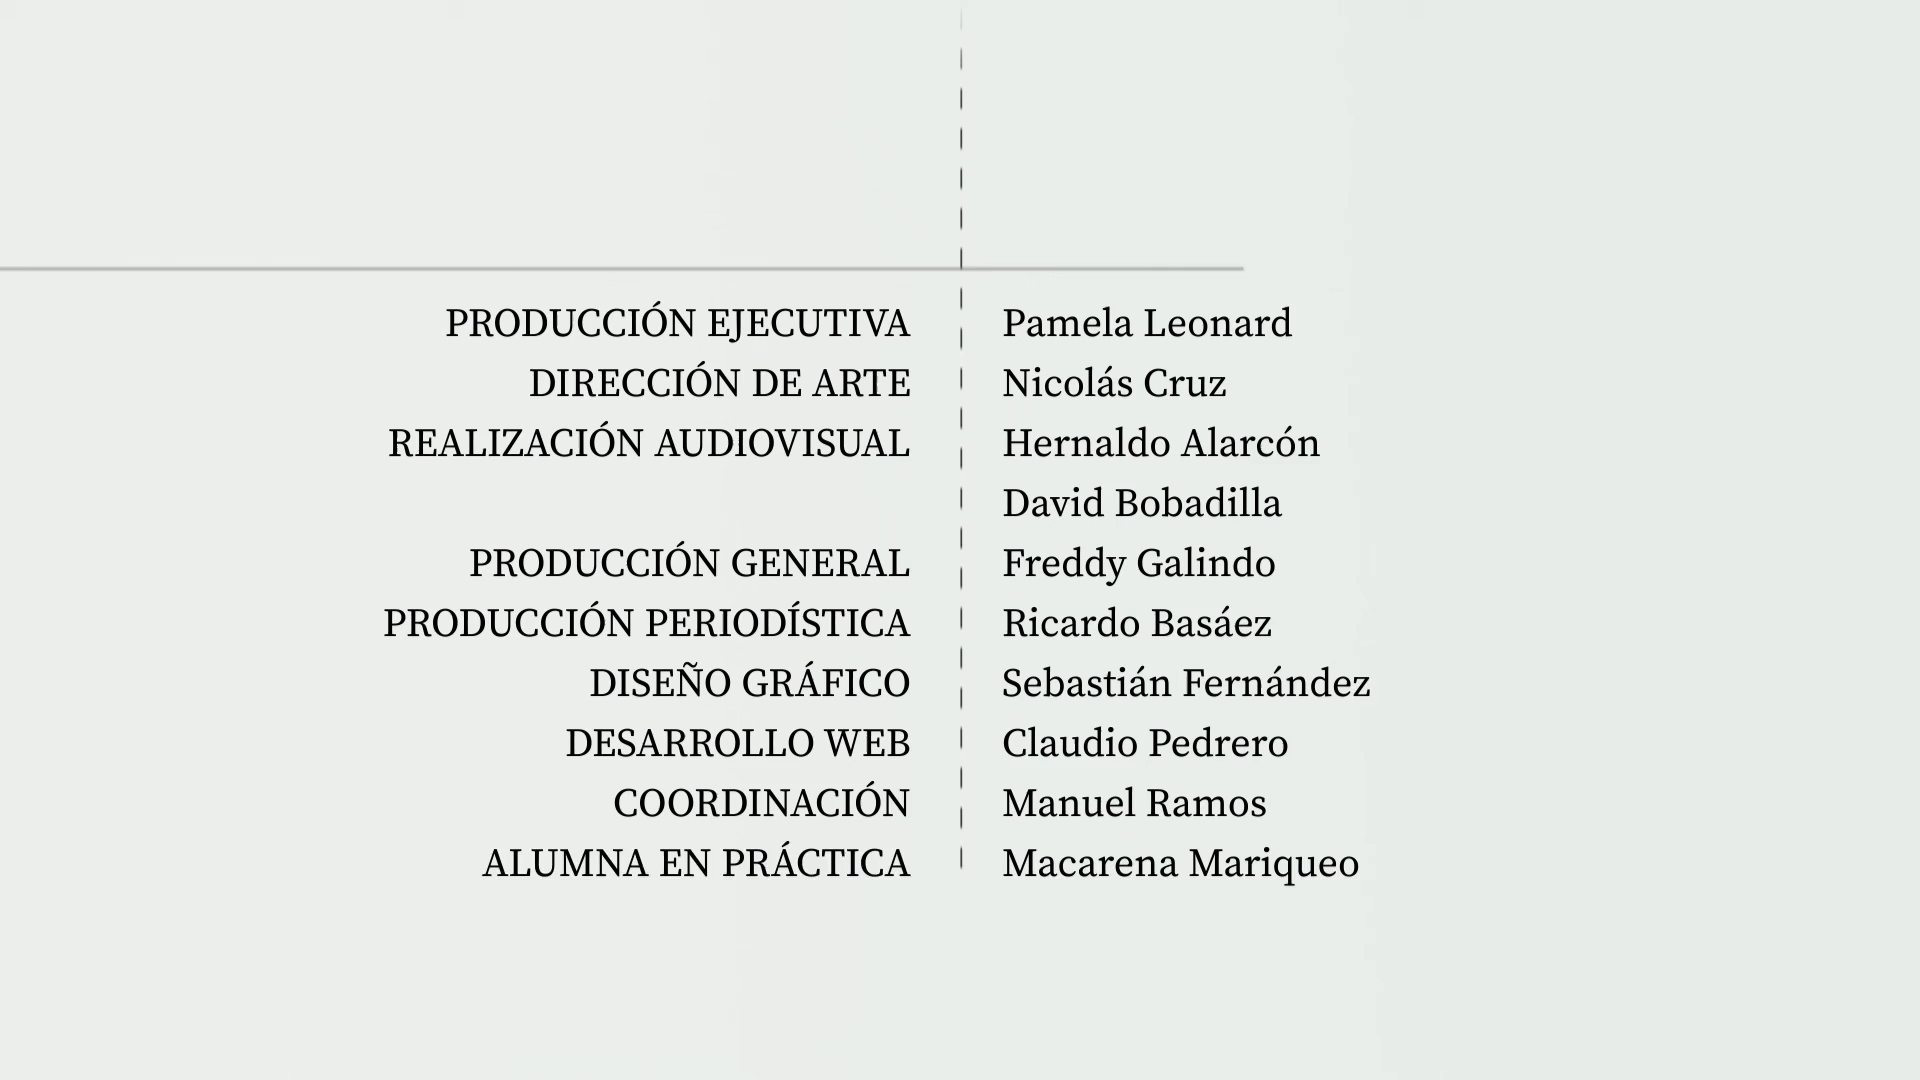 PRODUCCIÓN EJECUTIVA Pamela Leonard
DIRECCIÓN DE ARTE Nicolás Cruz
REALIZACIÓN AUDIOVISUAL Hernaldo Alarcón
David Bobadilla
PRODUCCIÓN GENERAL Freddy Galindo
PRODUCCIÓN PERIODÍSTICA Ricardo Basáez
DISEÑO GRÁFICO Sebastián Fernández
DESARROLLO WEB Claudio Pedrero
COORDINACIÓN Manuel Ramos
ALUMNA EN PRÁCTICA Macarena Mariqueo